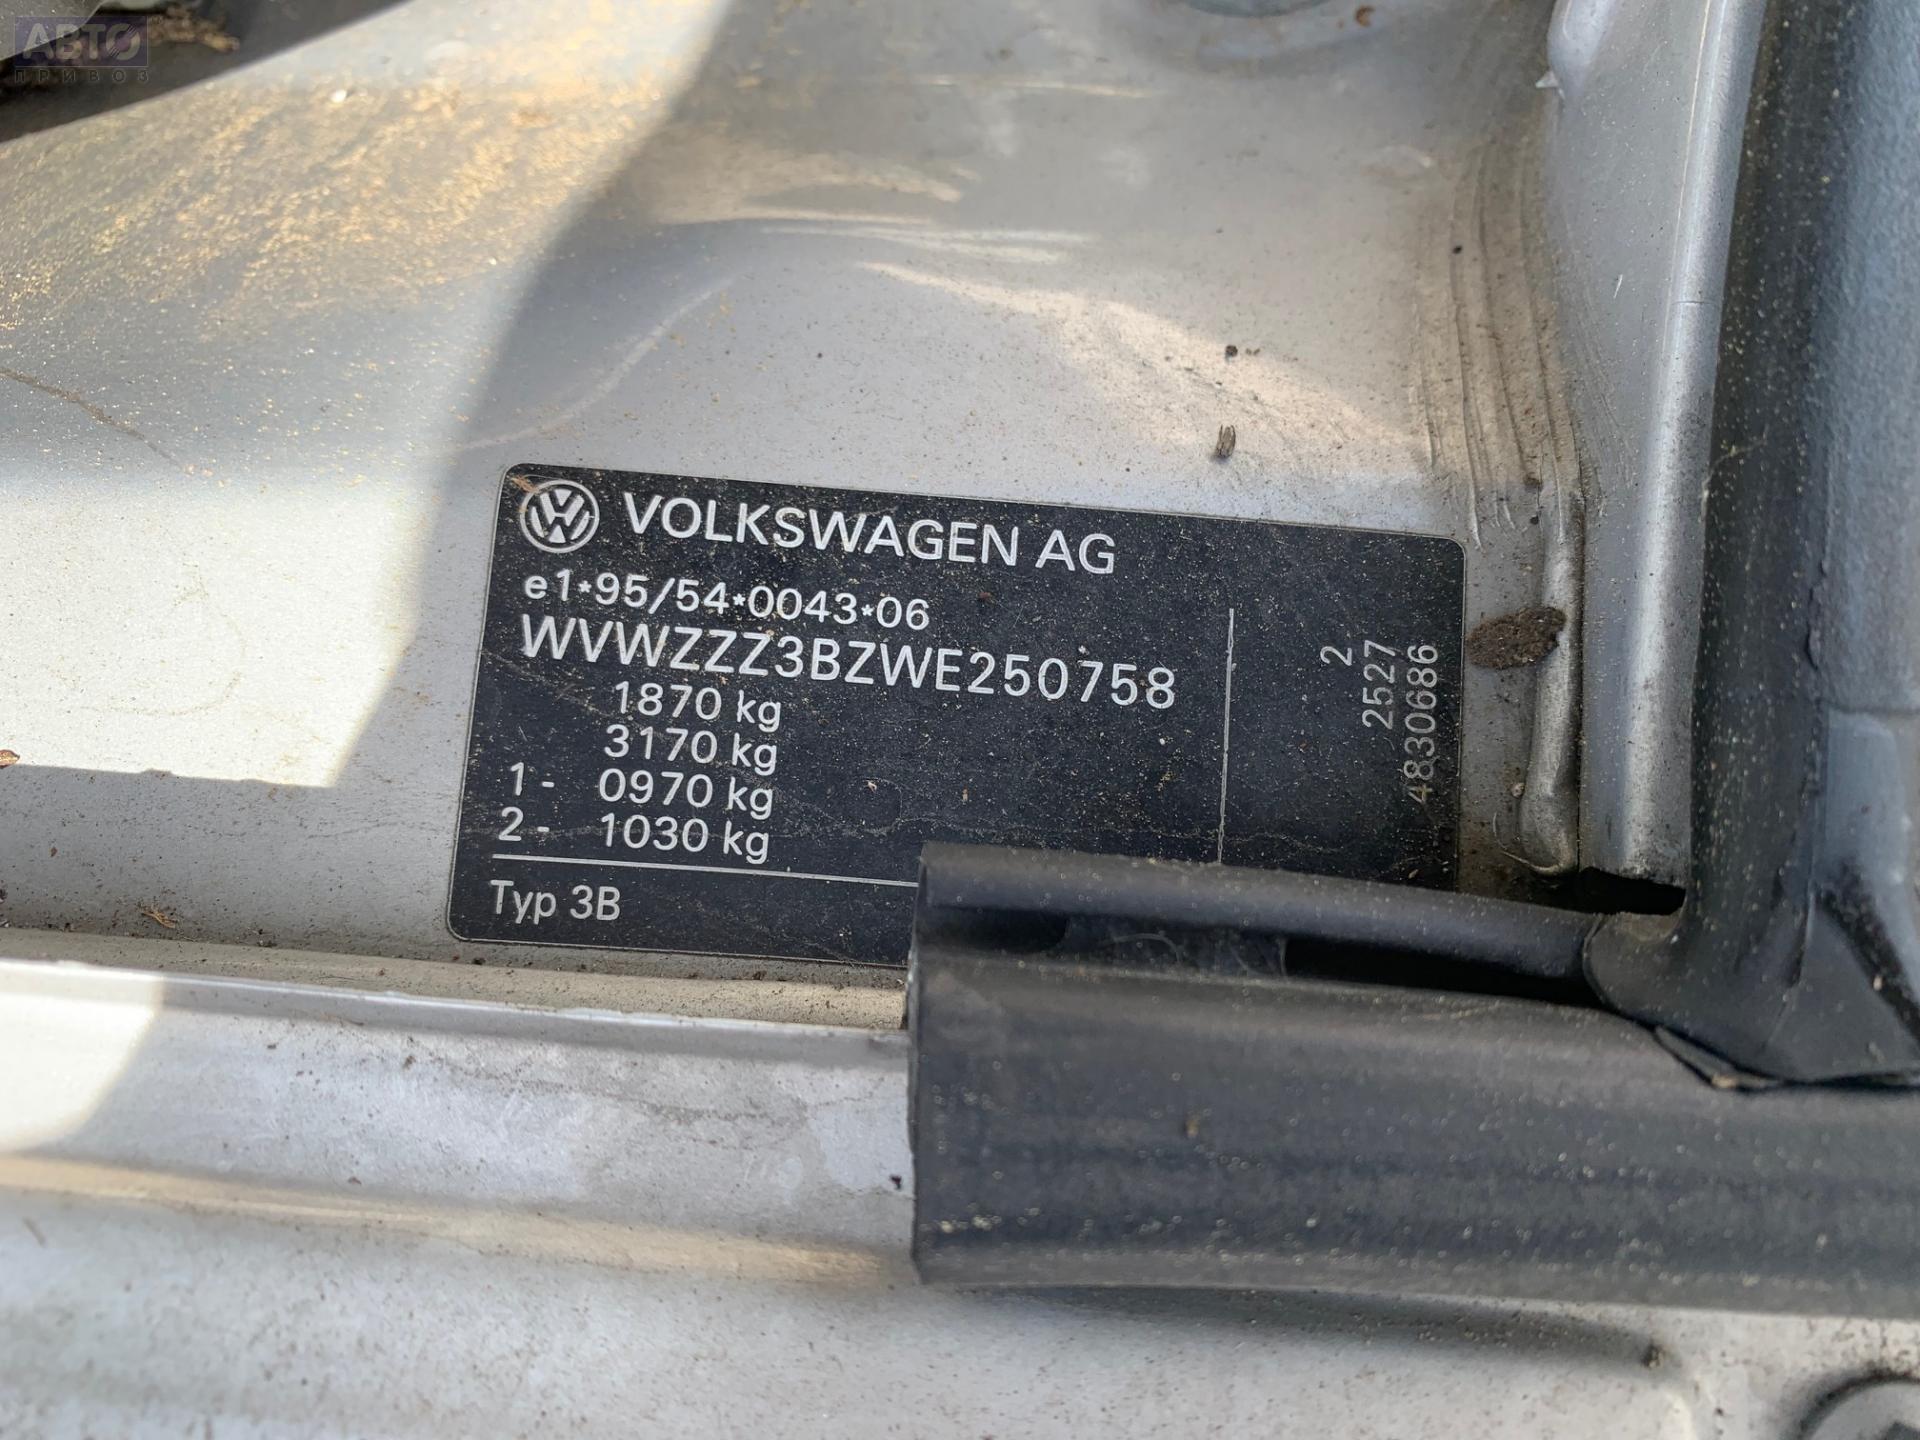 АВТО
ПРИВОЗ
VOLKSWAGEN AG
e1*95/54*0043*06
WVWZZZ3BZWE250758
1870 kg
3170 kg
1- 0970 kg
2- 1030 kg
Typ 3B
2
2527
4830686